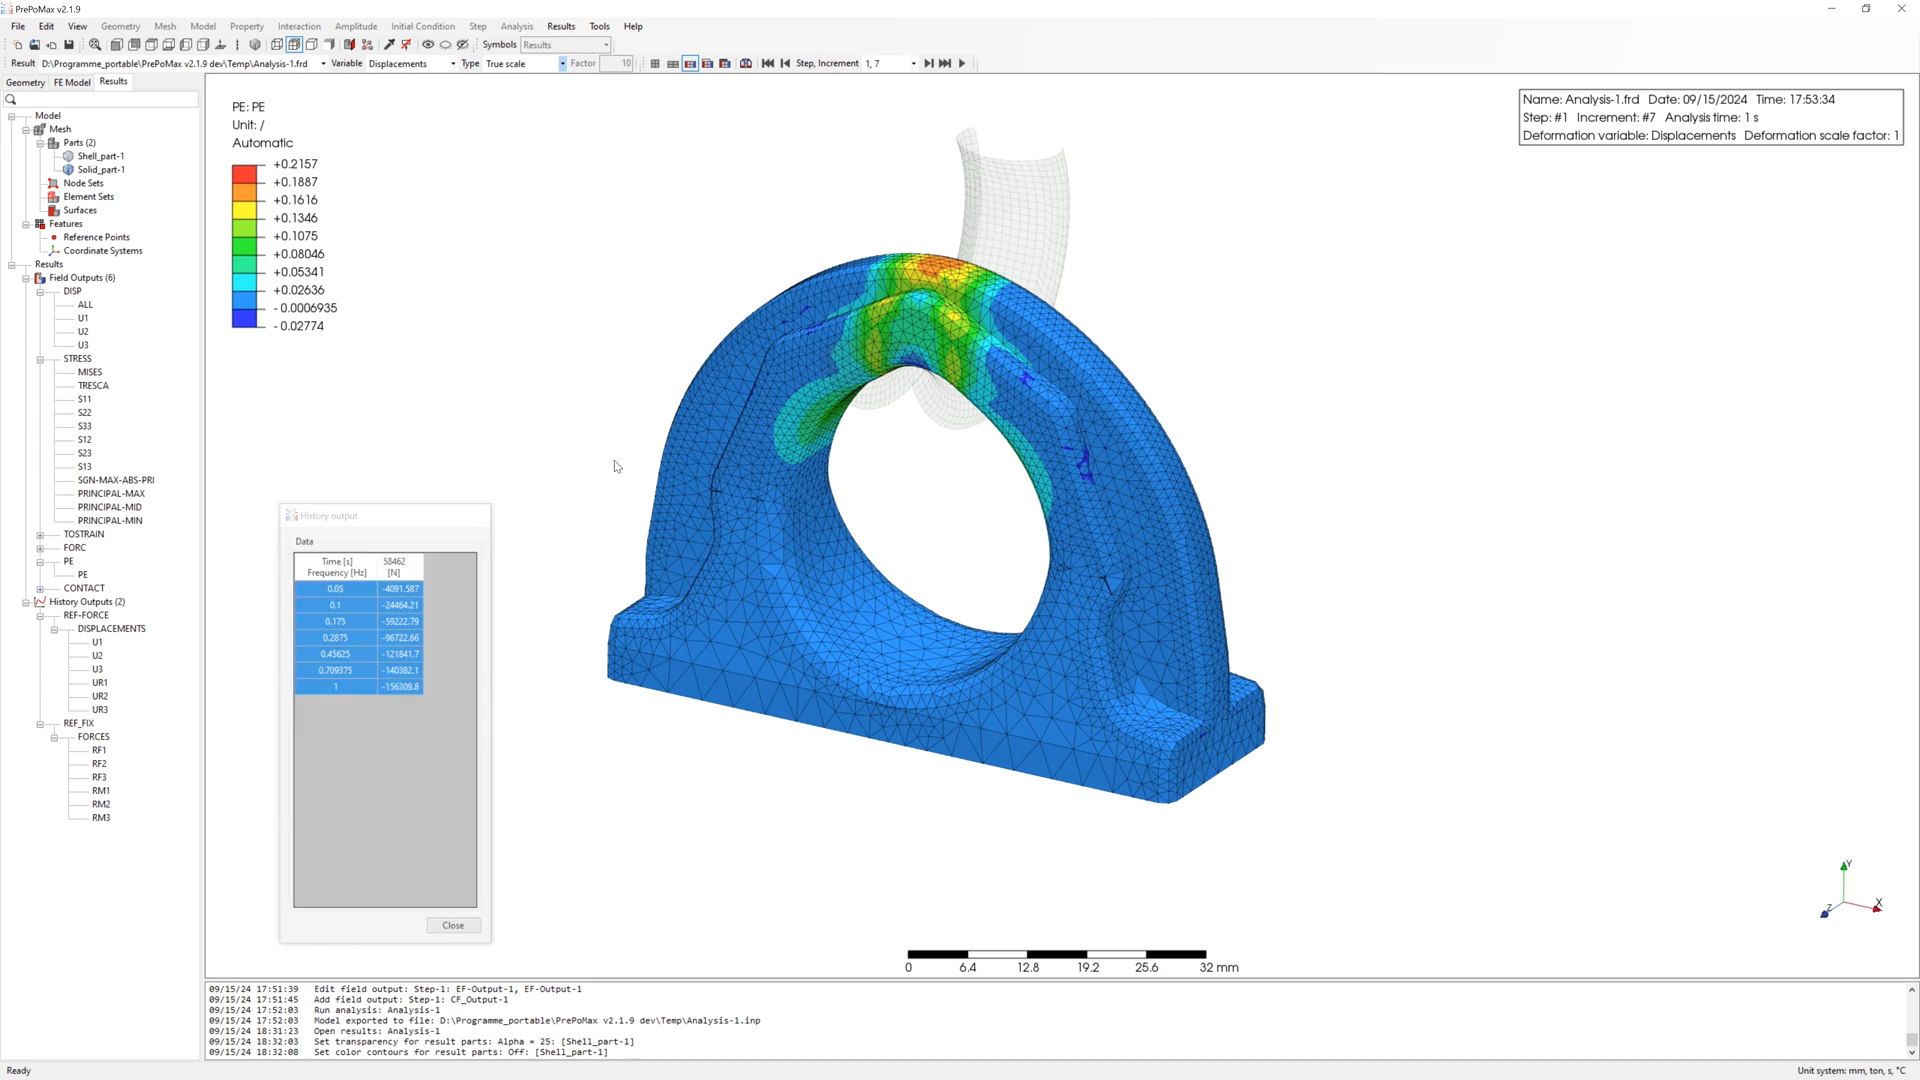 PrePoMax v2.1.9
File Edit View Geometry Mesh Model Property Interaction Amplitude Initial Condition Step Analysis Results Tools Help
Symbols Results
Result D:\Programme_portable\PrePoMax v2.1.9 dev\Temp\Analysis-1.frd Variable Displacements Type True scale Factor 10 Step, Increment 1, 7
Geometry FE Model Results
Model
Mesh
Parts (2)
Shell_part-1
Solid_part-1
Node Sets
Element Sets
Surfaces
Features
Reference Points
Coordinate Systems
Results
Field Outputs (6)
DISP
ALL
U1
U2
U3
STRESS
MISES
TRESCA
S11
S22
S33
S12
S23
S13
SGN-MAX-ABS-PRI
PRINCIPAL-MAX
PRINCIPAL-MID
PRINCIPAL-MIN
TOSTRAIN
FORC
PE
PE
CONTACT
History Outputs (2)
REF-FORCE
DISPLACEMENTS
U1
U2
U3
UR1
UR2
UR3
REF_FIX
FORCES
RF1
RF2
RF3
RM1
RM2
RM3
PE: PE
Unit: /
Automatic
+0.2157
+0.1887
+0.1616
+0.1346
+0.1075
+0.08046
+0.05341
+0.02636
- 0.0006935
- 0.02774
Name: Analysis-1.frd Date: 09/15/2024 Time: 17:53:34
Step: #1 Increment: #7 Analysis time: 1 s
Deformation variable: Displacements Deformation scale factor: 1
History output
Data
Time [s] 58462
Frequency [Hz] [N]
0.05 -4091.587
0.1 -24464.21
0.175 -59222.79
0.2875 -96722.66
0.45625 -121841.7
0.709375 -140382.1
1 -156309.8
Close
Y
Z X
0 6.4 12.8 19.2 25.6 32 mm
09/15/24 17:51:39 Edit field output: Step-1: EF-Output-1, EF-Output-1
09/15/24 17:51:45 Add field output: Step-1: CF_Output-1
09/15/24 17:52:03 Run analysis: Analysis-1
09/15/24 17:52:03 Model exported to file: D:\Programme_portable\PrePoMax v2.1.9 dev\Temp\Analysis-1.inp
09/15/24 18:31:23 Open results: Analysis-1
09/15/24 18:32:03 Set transparency for result parts: Alpha = 25: [Shell_part-1]
09/15/24 18:32:08 Set color contours for result parts: Off: [Shell_part-1]
Ready Unit system: mm, ton, s, °C